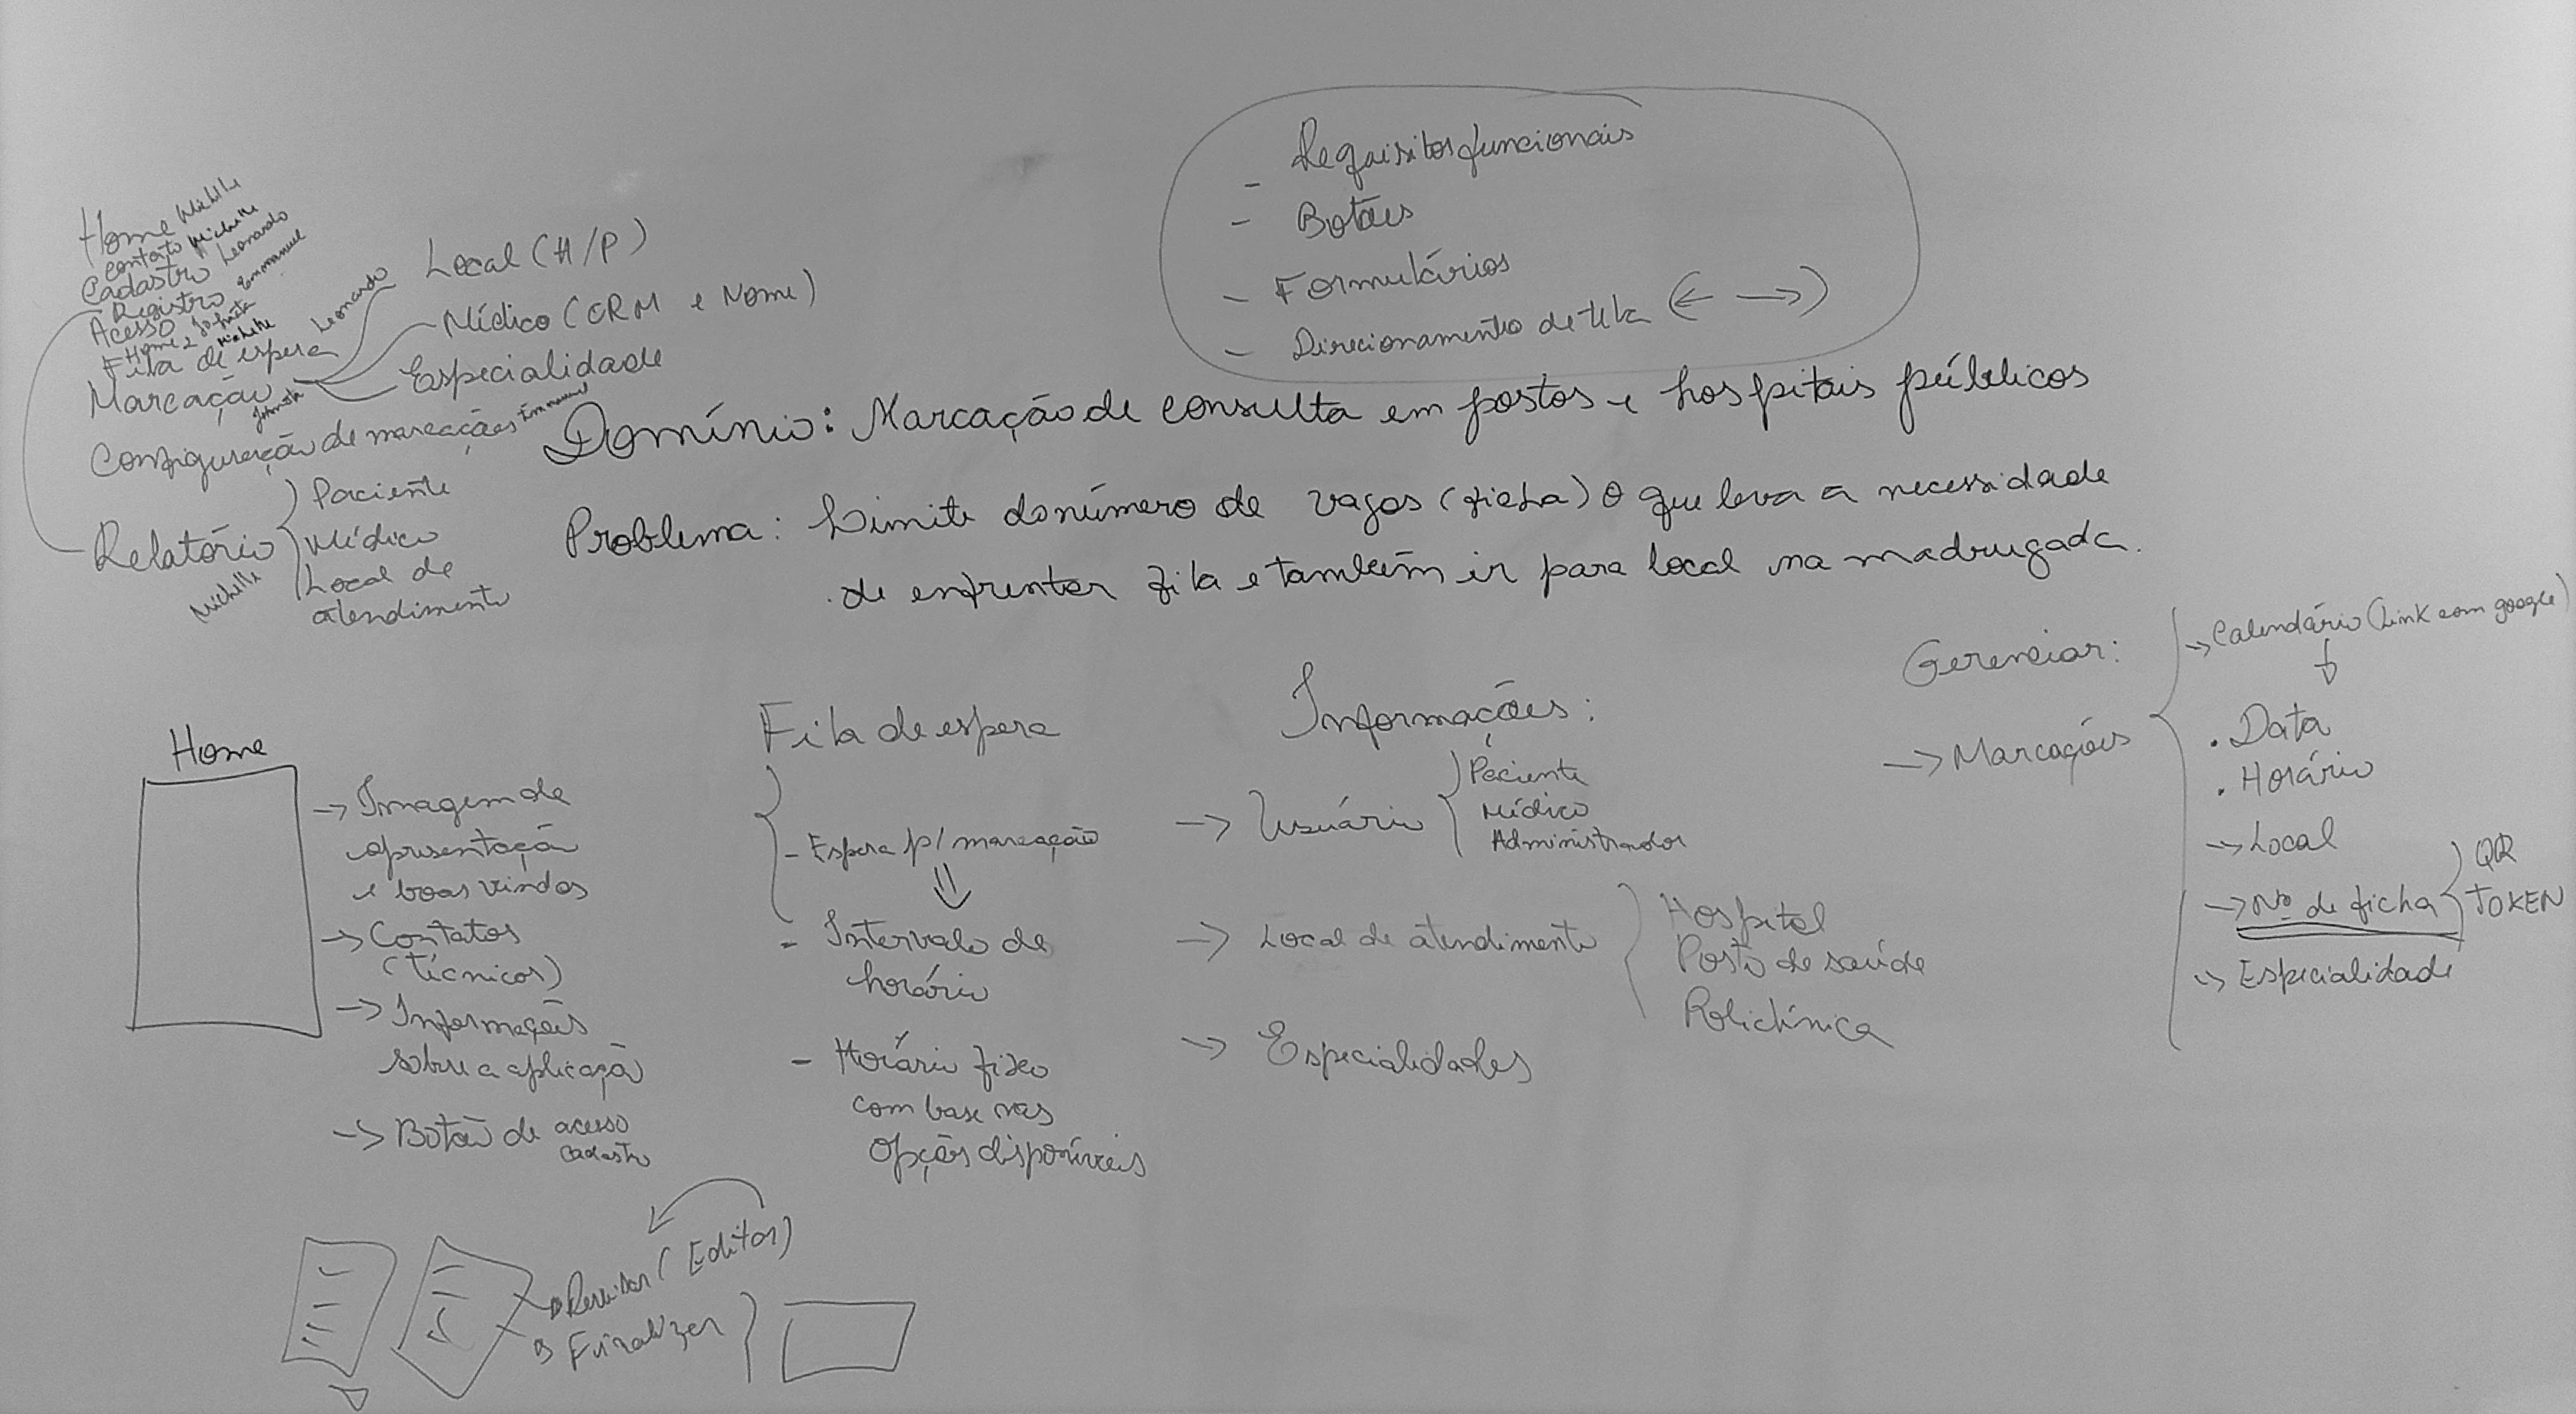 Requisitos funcionais
- 
- Botões
- Formulários
- Direcionamento de tela (← →)
Home Michelle
Contato Michelle
Cadastro Leonardo
Registro Emmanuel
Acesso Johnata
Home 2 Michelle
Fila de espera Leonardo
Marcação
Local (H/P)
Médico (CRM e Nome)
Especialidade
Configuração de marcações Emmanuel
Relatório
Michelle
Paciente
Médico
Local de
atendimento
Domínio: Marcação de consulta em postos e hospitais públicos
Problema: Limite do número de vagas (ficha) o que leva a necessidade
de enfrentar fila e também ir para local na madrugada.
Home
→ Imagem de
apresentação
e boas vindas
→ Contatos
(técnicos)
→ Informações
sobre a aplicação
→ Botão de acesso
cadastro
Fila de espera
- Espera p/ marcação
- Intervalo de
horário
- Horário fixo
com base nas
opções disponíveis
Informações:
→ Usuário
Paciente
Médico
Administrador
→ Local de atendimento
Hospital
Posto de saúde
Policlínica
→ Especialidades
Gerenciar:
→ Marcações
→ Calendário (Link com google)
. Data
. Horário
→ Local
→ Nº de ficha
QR
TOKEN
→ Especialidade
Revisar (Editar)
Finalizar